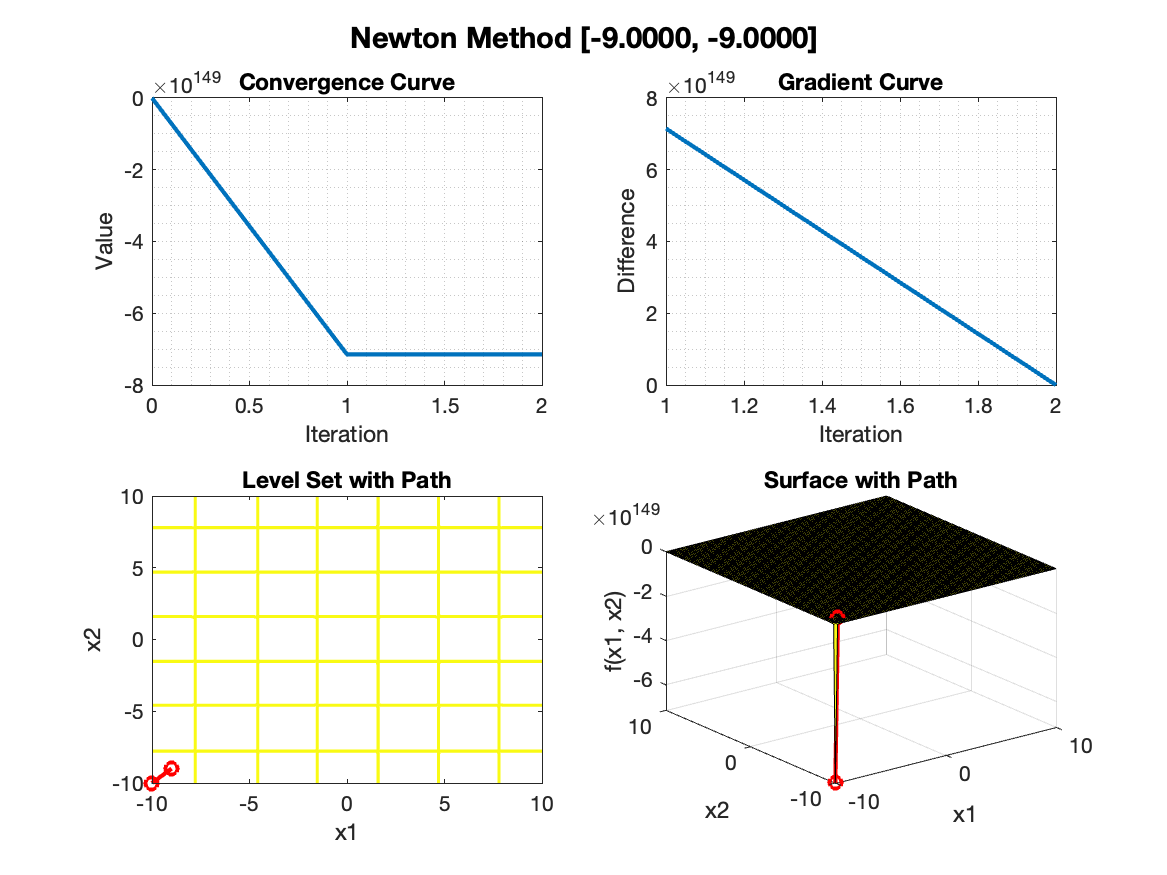 Newton Method [-9.0000, -9.0000]
×10^149 Convergence Curve
0
-2
-4
-6
-8
Value
0 0.5 1 1.5 2
Iteration
×10^149 Gradient Curve
8
6
4
2
0
Difference
1 1.2 1.4 1.6 1.8 2
Iteration
Level Set with Path
10
5
0
-5
-10
x2
-10 -5 0 5 10
x1
Surface with Path
×10^149
0
-2
-4
-6
f(x1, x2)
10
0
-10
x2
-10
0
10
x1